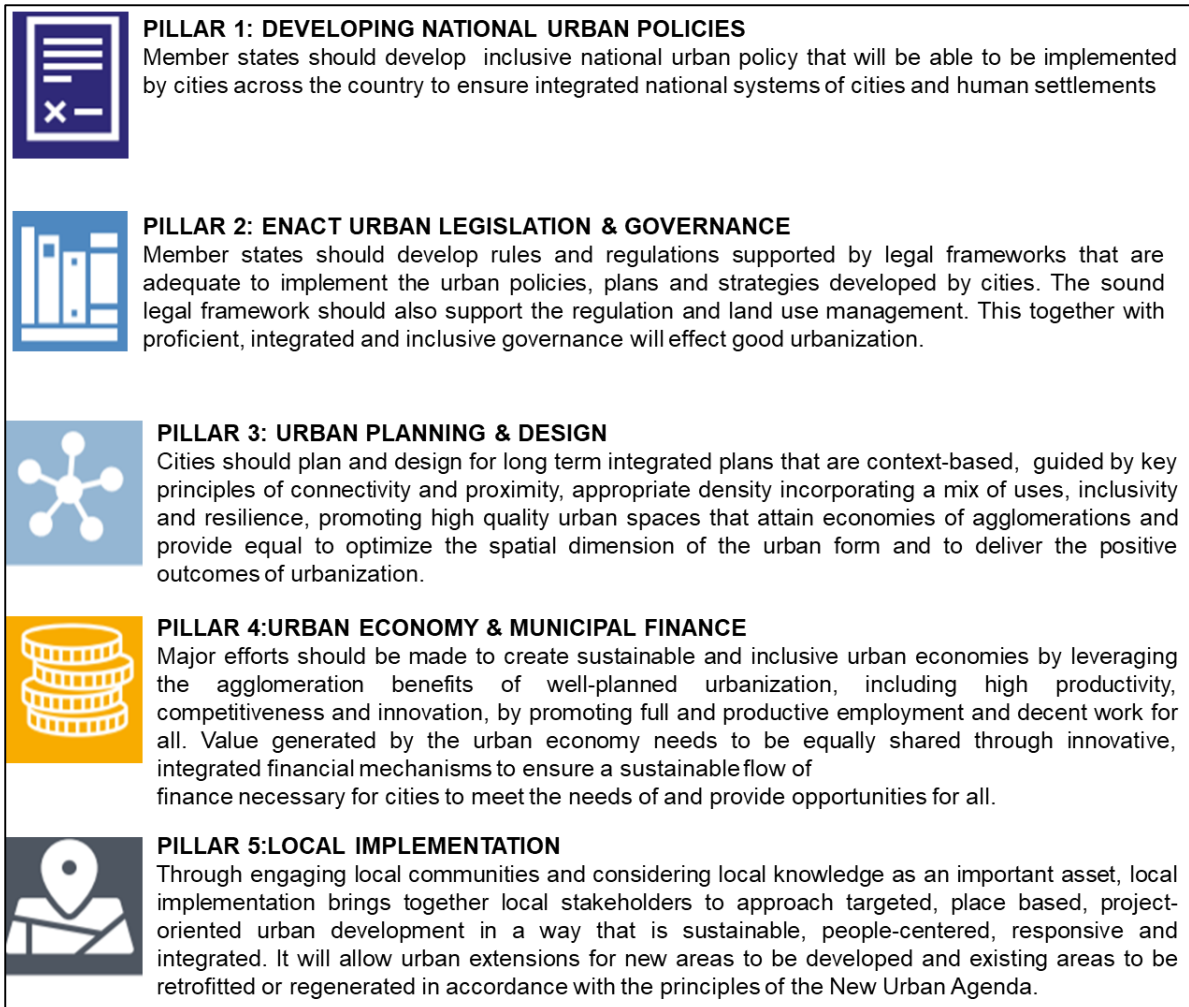 PILLAR 1: DEVELOPING NATIONAL URBAN POLICIES
Member states should develop inclusive national urban policy that will be able to be implemented
by cities across the country to ensure integrated national systems of cities and human settlements
PILLAR 2: ENACT URBAN LEGISLATION & GOVERNANCE
Member states should develop rules and regulations supported by legal frameworks that are
adequate to implement the urban policies, plans and strategies developed by cities. The sound
legal framework should also support the regulation and land use management. This together with
proficient, integrated and inclusive governance will effect good urbanization.
PILLAR 3: URBAN PLANNING & DESIGN
Cities should plan and design for long term integrated plans that are context-based, guided by key
principles of connectivity and proximity, appropriate density incorporating a mix of uses, inclusivity
and resilience, promoting high quality urban spaces that attain economies of agglomerations and
provide equal to optimize the spatial dimension of the urban form and to deliver the positive
outcomes of urbanization.
PILLAR 4:URBAN ECONOMY & MUNICIPAL FINANCE
Major efforts should be made to create sustainable and inclusive urban economies by leveraging
the agglomeration benefits of well-planned urbanization, including high productivity,
competitiveness and innovation, by promoting full and productive employment and decent work for
all. Value generated by the urban economy needs to be equally shared through innovative,
integrated financial mechanisms to ensure a sustainable flow of
finance necessary for cities to meet the needs of and provide opportunities for all.
PILLAR 5:LOCAL IMPLEMENTATION
Through engaging local communities and considering local knowledge as an important asset, local
implementation brings together local stakeholders to approach targeted, place based, project-
oriented urban development in a way that is sustainable, people-centered, responsive and
integrated. It will allow urban extensions for new areas to be developed and existing areas to be
retrofitted or regenerated in accordance with the principles of the New Urban Agenda.